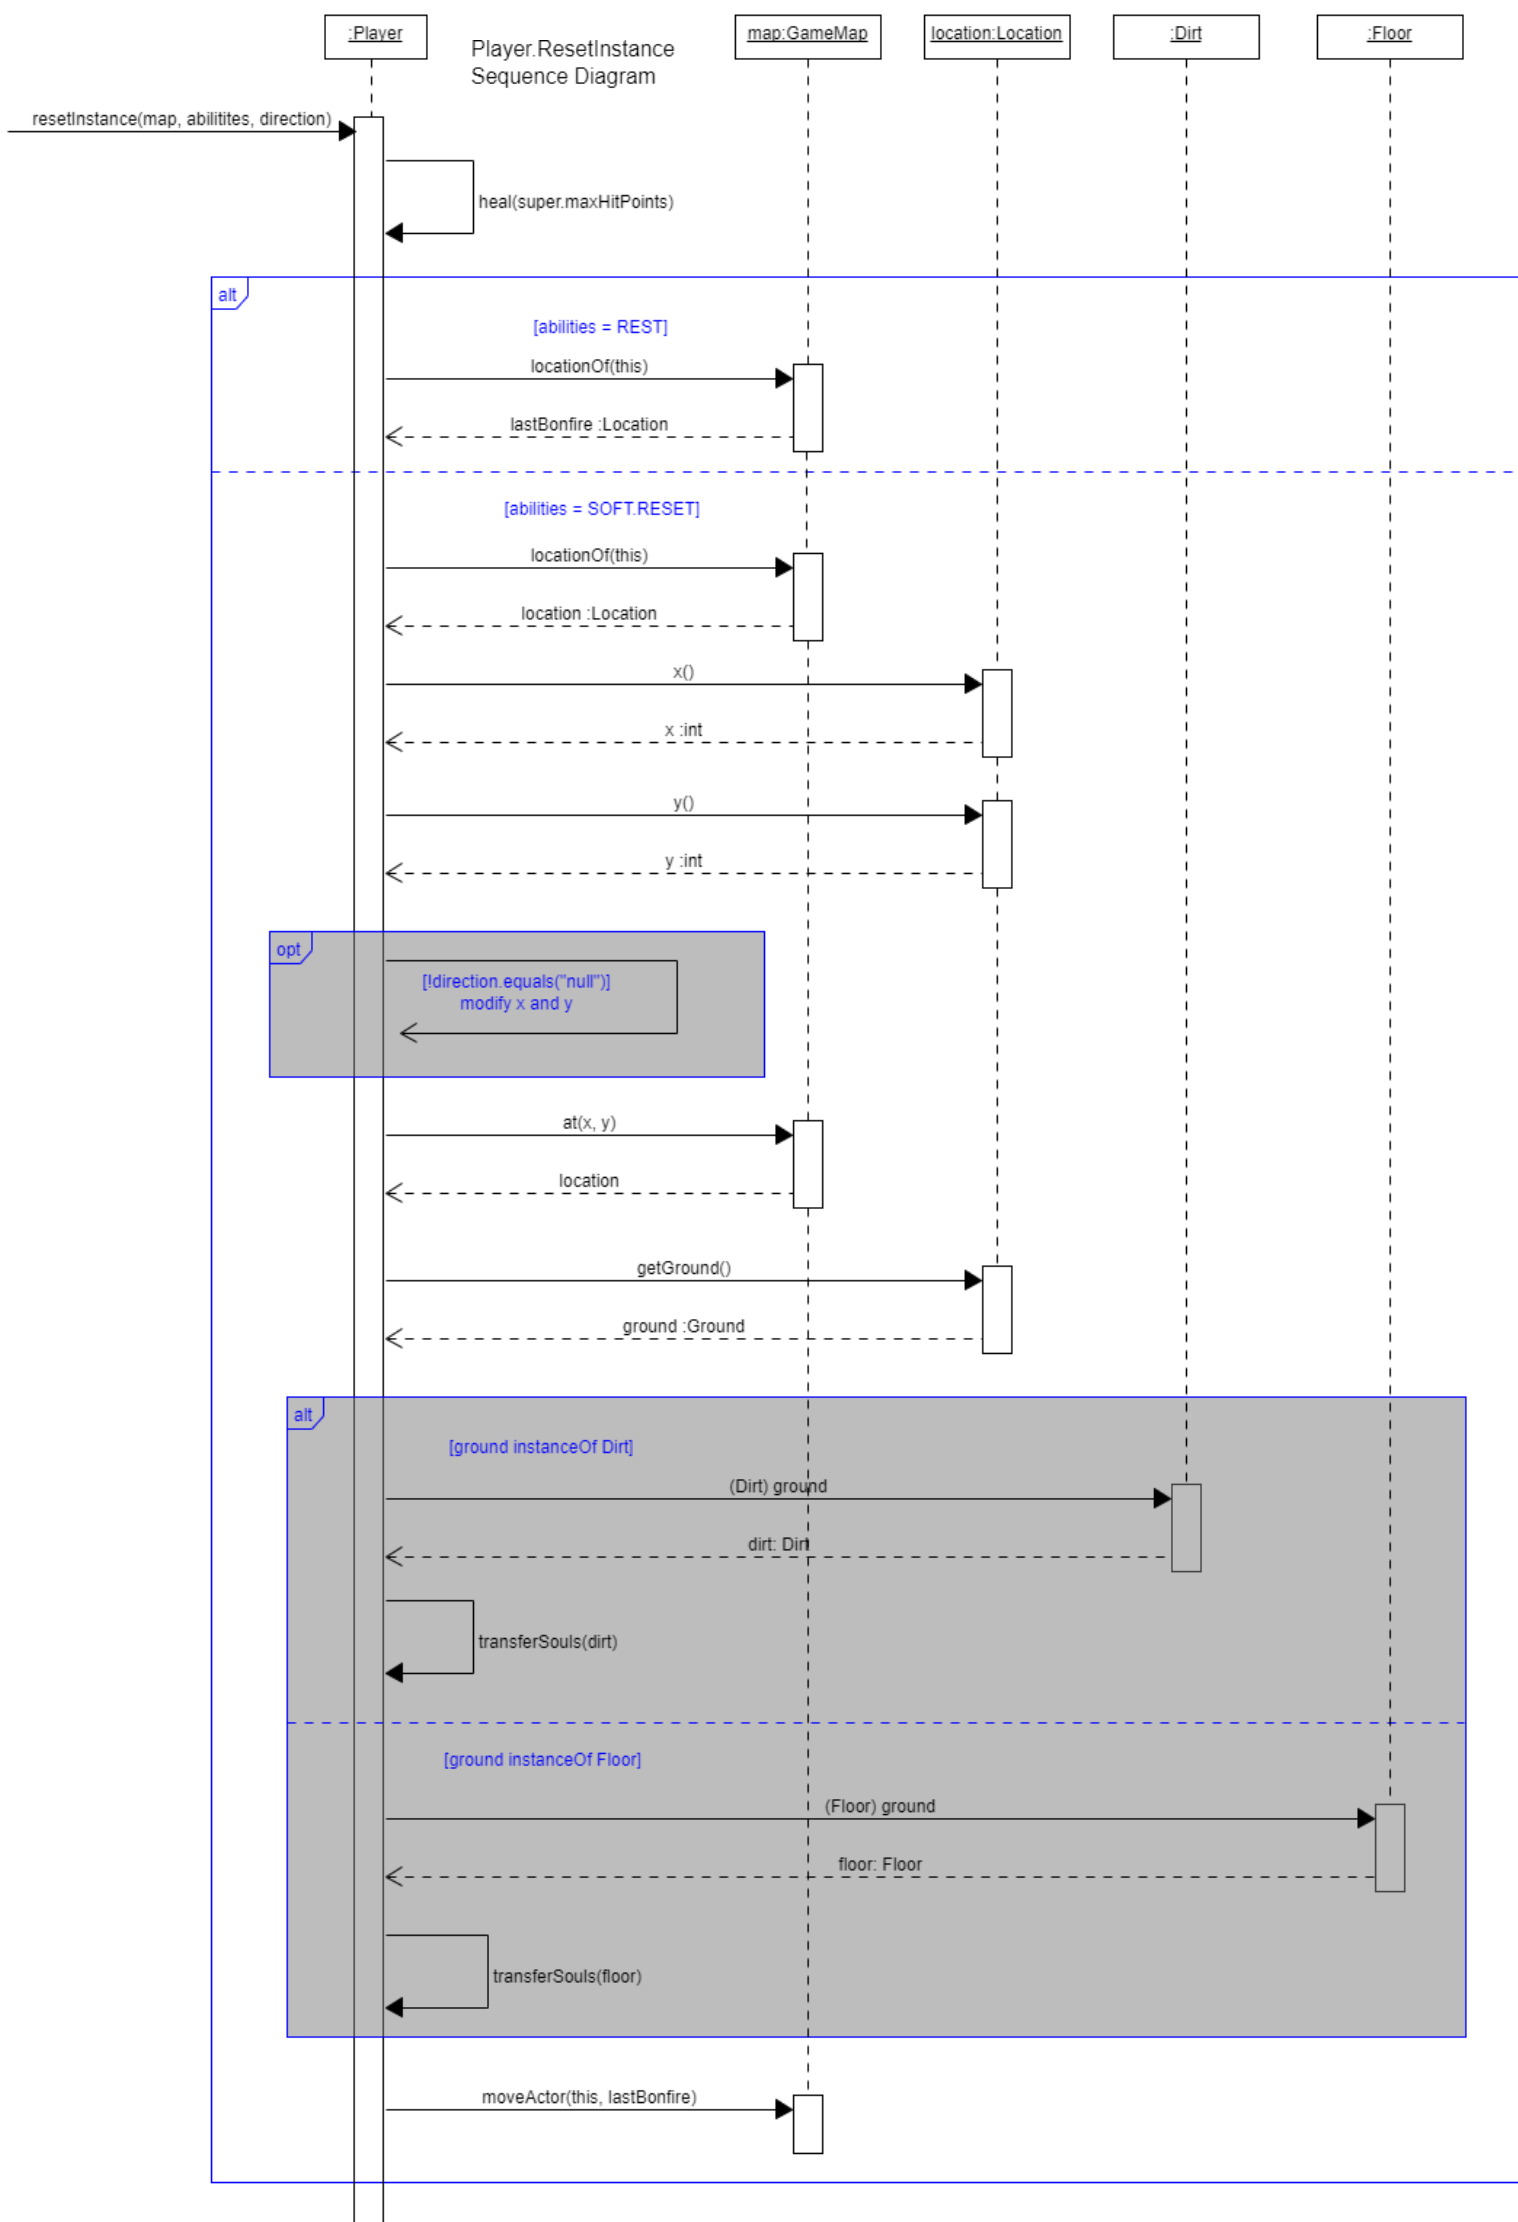 :Player
Player.ResetInstance
Sequence Diagram
map:GameMap
location:Location
:Dirt
:Floor
resetInstance(map, abilitites, direction)
heal(super.maxHitPoints)
alt
[abilities = REST]
locationOf(this)
lastBonfire :Location
[abilities = SOFT.RESET]
locationOf(this)
location :Location
x()
x :int
y()
y :int
opt
[!direction.equals("null")]
modify x and y
at(x, y)
location
getGround()
ground :Ground
alt
[ground instanceOf Dirt]
(Dirt) ground
dirt: Dirt
transferSouls(dirt)
[ground instanceOf Floor]
(Floor) ground
floor: Floor
transferSouls(floor)
moveActor(this, lastBonfire)